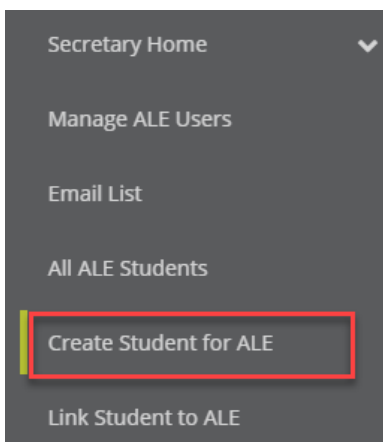 Secretary Home
Manage ALE Users
Email List
All ALE Students
Create Student for ALE
Link Student to ALE